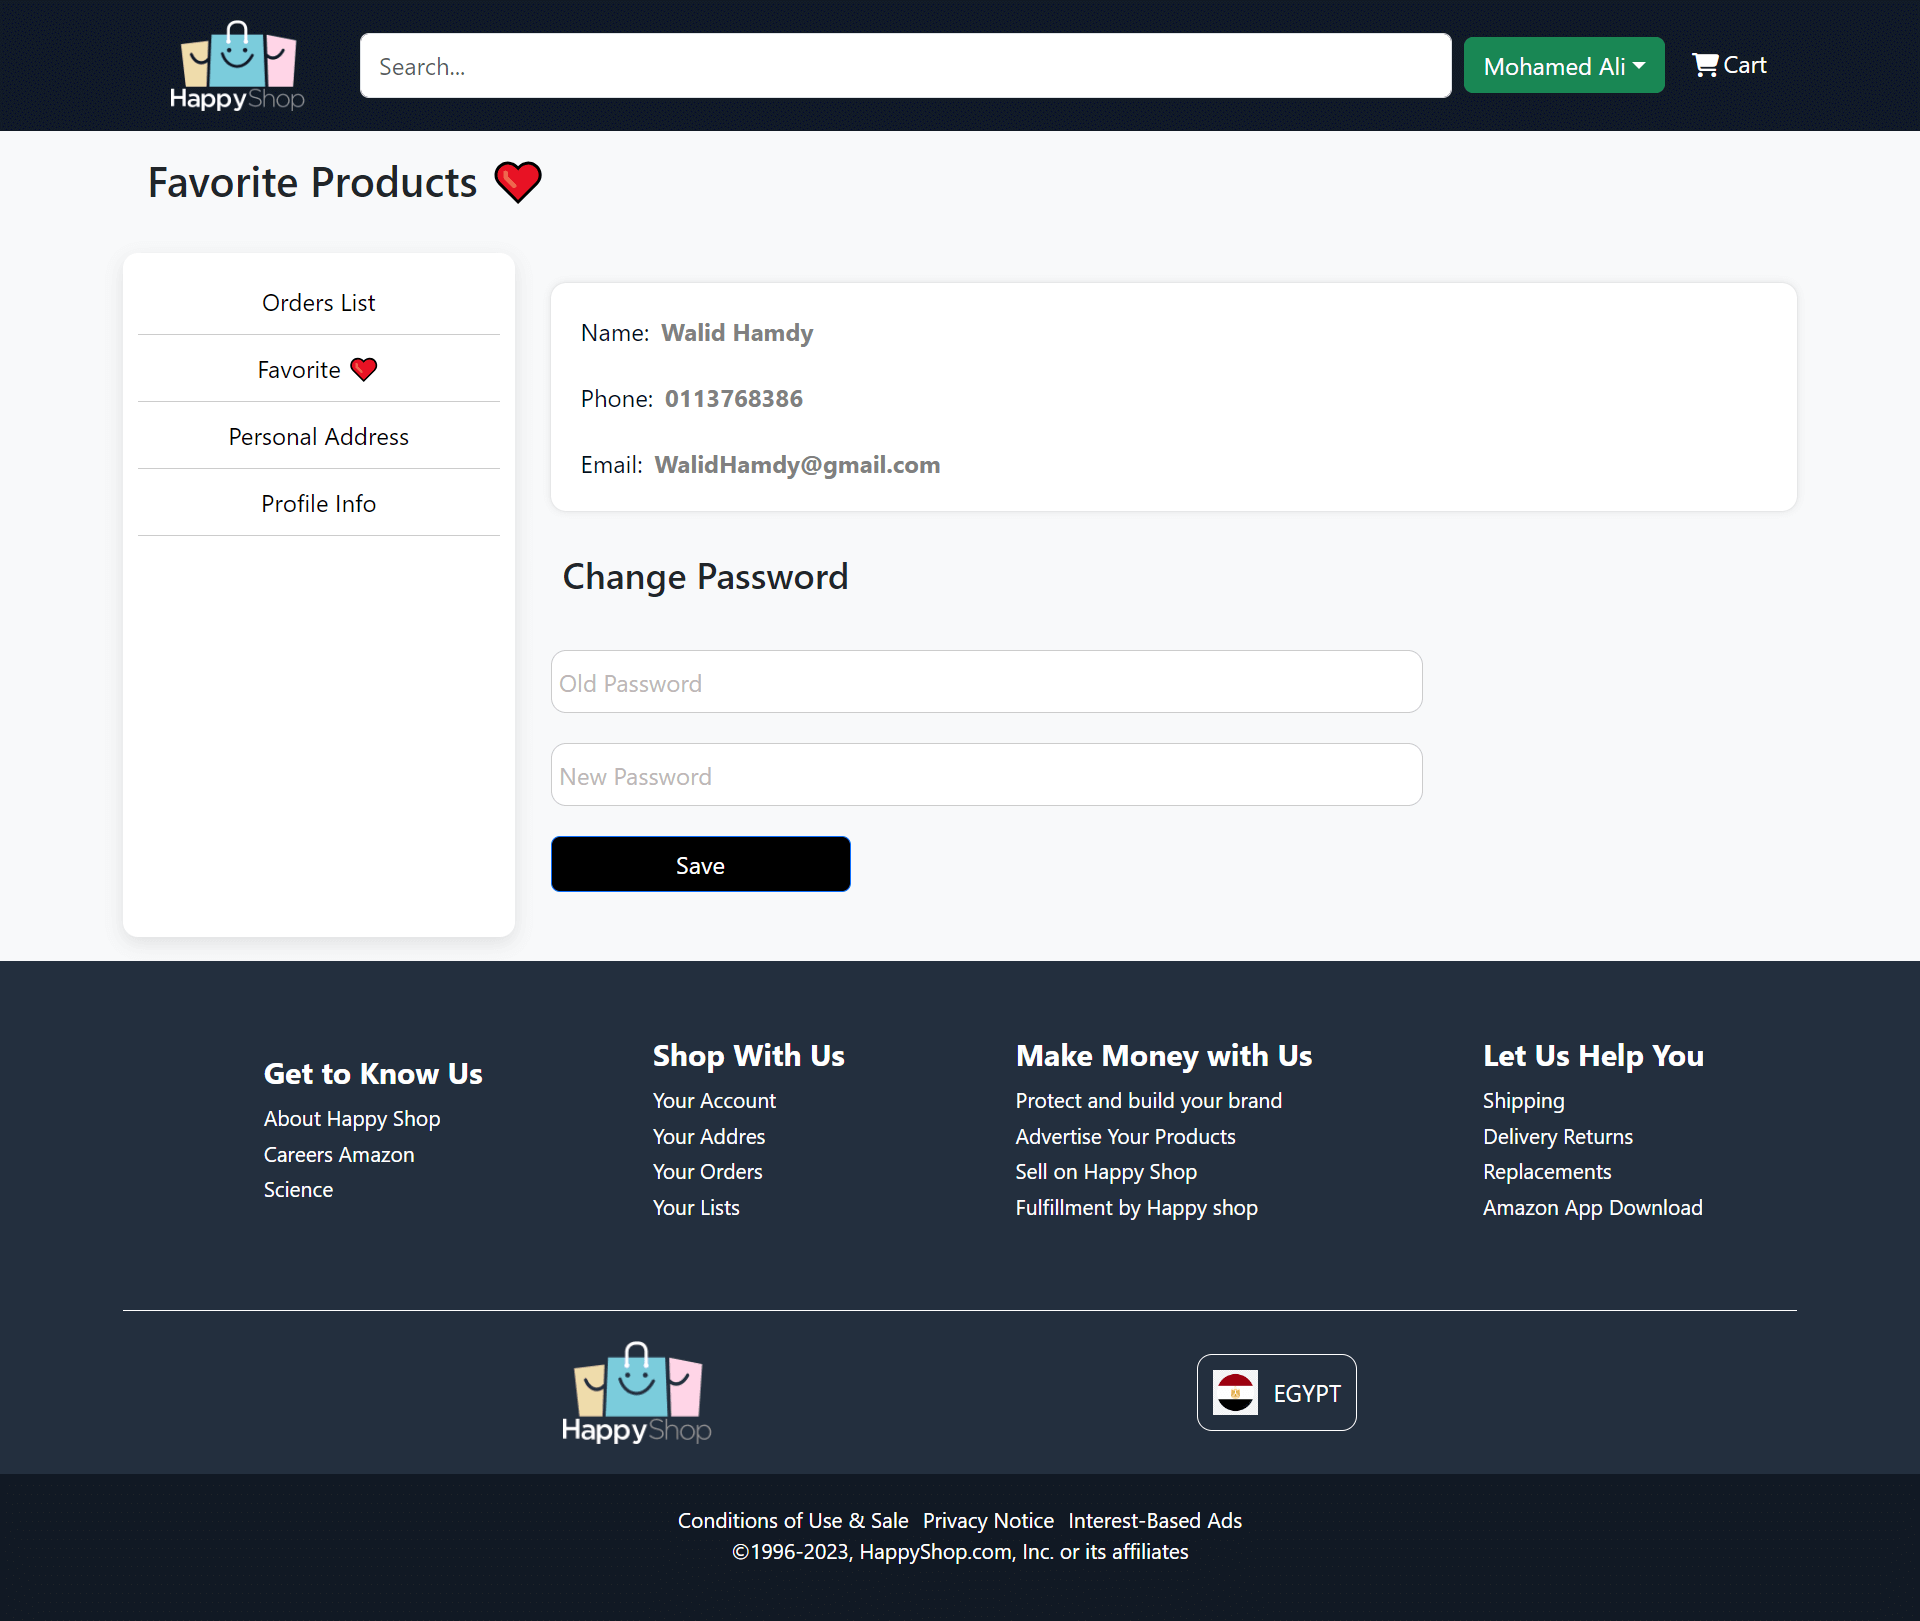 HappyShop
Search...
Mohamed Ali
Cart
Favorite Products
Orders List
Favorite
Personal Address
Profile Info
Name: Walid Hamdy
Phone: 0113768386
Email: WalidHamdy@gmail.com
Change Password
Old Password
New Password
Save
Get to Know Us
About Happy Shop
Careers Amazon
Science
Shop With Us
Your Account
Your Addres
Your Orders
Your Lists
Make Money with Us
Protect and build your brand
Advertise Your Products
Sell on Happy Shop
Fulfillment by Happy shop
Let Us Help You
Shipping
Delivery Returns
Replacements
Amazon App Download
HappyShop
EGYPT
Conditions of Use & Sale Privacy Notice Interest-Based Ads
©1996-2023, HappyShop.com, Inc. or its affiliates